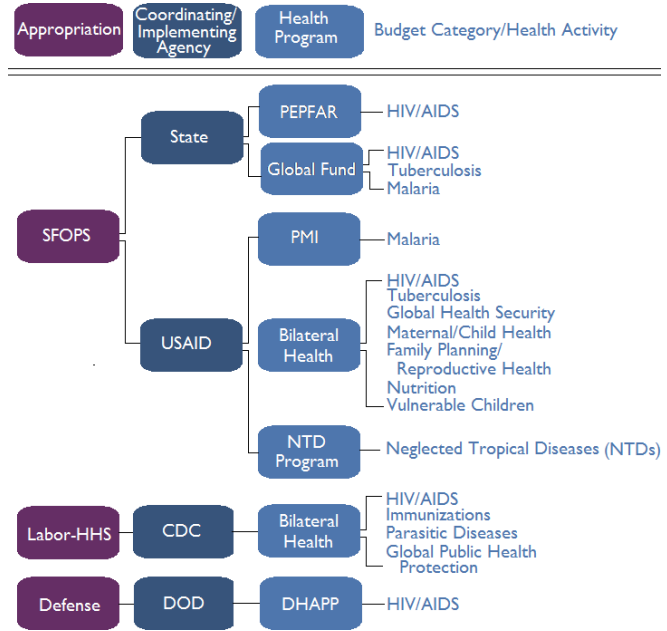 Appropriation
Coordinating/
Implementing
Agency
Health
Program
Budget Category/Health Activity
SFOPS
State
PEPFAR
HIV/AIDS
Global Fund
HIV/AIDS
Tuberculosis
Malaria
USAID
PMI
Malaria
Bilateral
Health
HIV/AIDS
Tuberculosis
Global Health Security
Maternal/Child Health
Family Planning/
Reproductive Health
Nutrition
Vulnerable Children
NTD
Program
Neglected Tropical Diseases (NTDs)
Labor-HHS
CDC
Bilateral
Health
HIV/AIDS
Immunizations
Parasitic Diseases
Global Public Health
Protection
Defense
DOD
DHAPP
HIV/AIDS